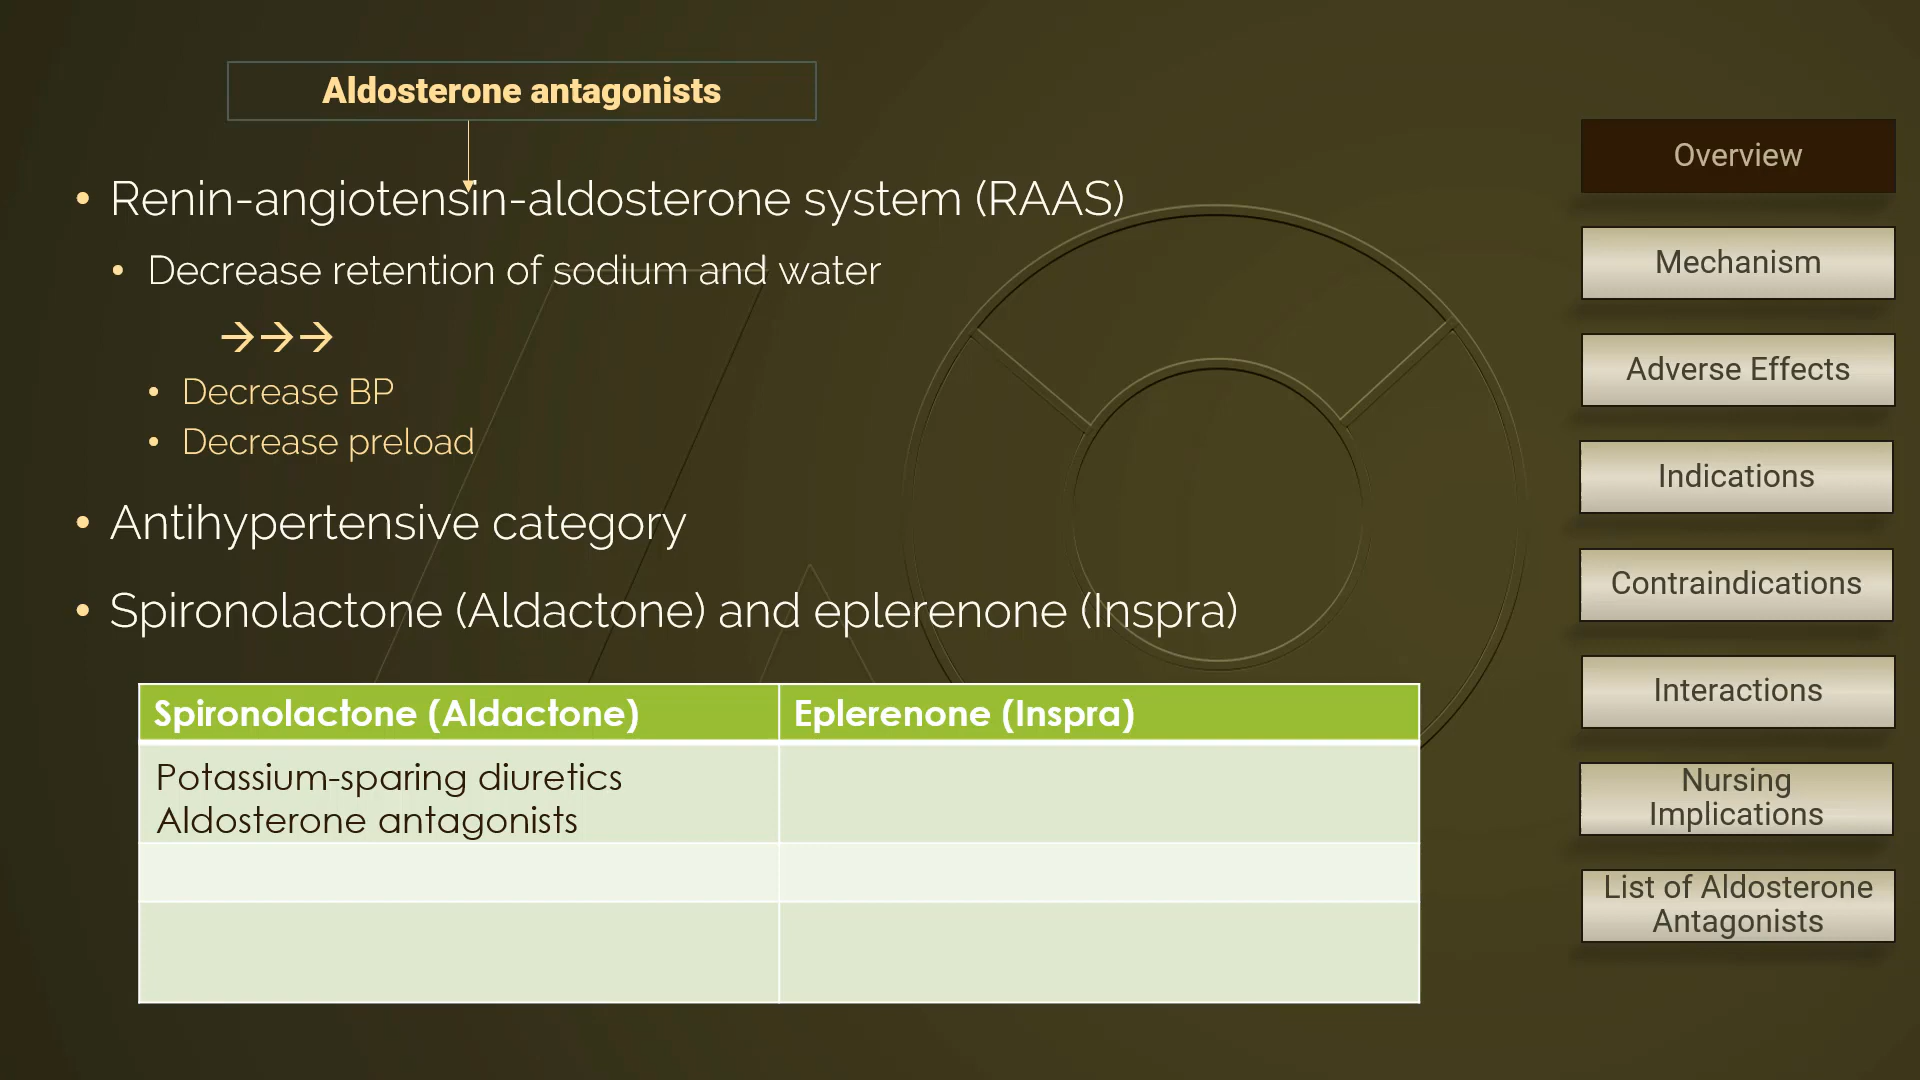 Aldosterone antagonists
• Renin-angiotensin-aldosterone system (RAAS)
• Decrease retention of sodium and water
→→→
• Decrease BP
• Decrease preload
• Antihypertensive category
• Spironolactone (Aldactone) and eplerenone (Inspra)
Spironolactone (Aldactone)
Eplerenone (Inspra)
Potassium-sparing diuretics
Aldosterone antagonists
Overview
Mechanism
Adverse Effects
Indications
Contraindications
Interactions
Nursing
Implications
List of Aldosterone
Antagonists